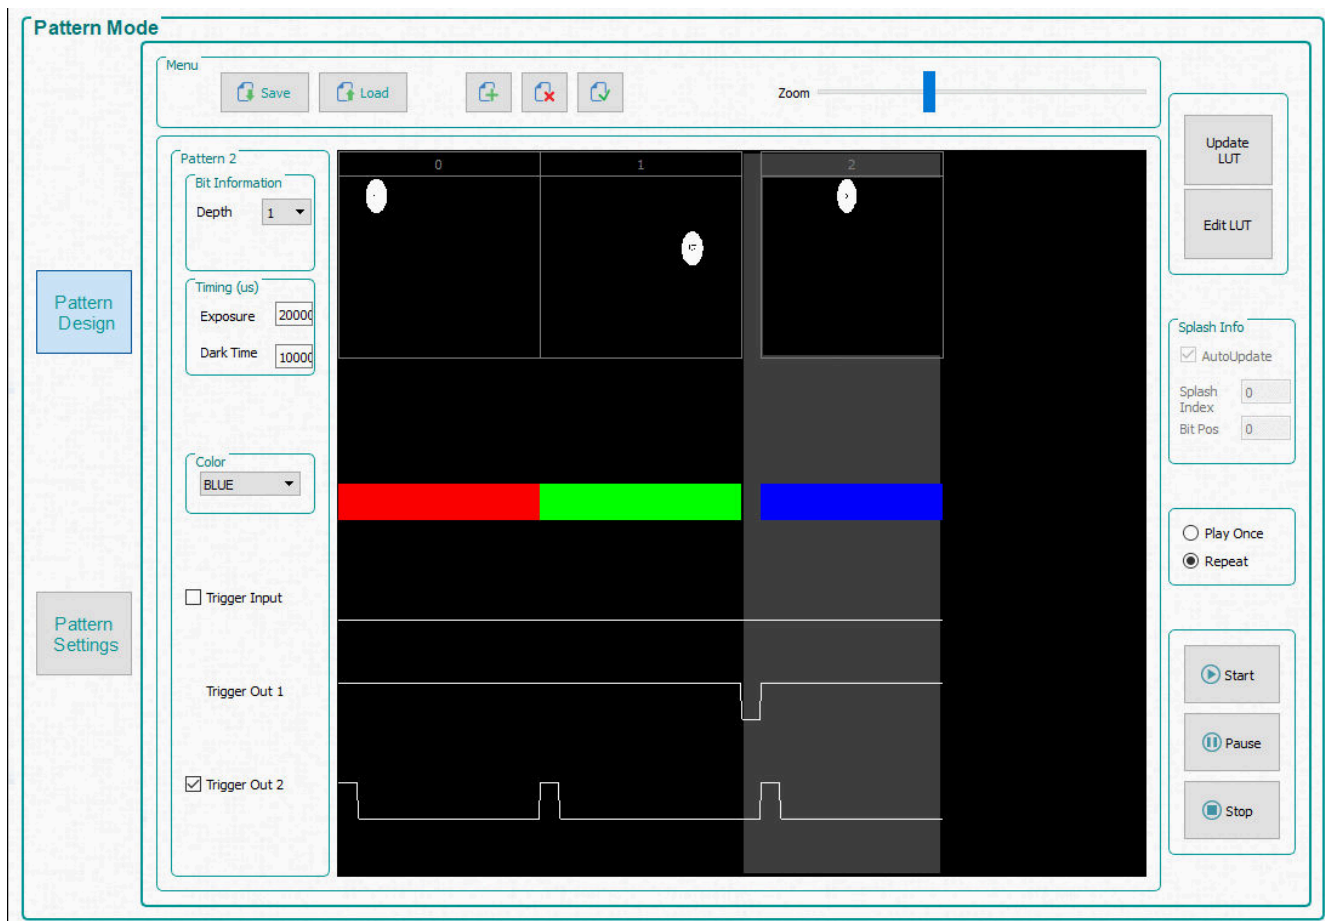 Pattern Mode
Menu
Save
Load
Zoom
Update
LUT
Edit LUT
Pattern 2
Bit Information
Depth 1
Timing (us)
Exposure 20000
Dark Time 10000
Color
BLUE
Trigger Input
Trigger Out 1
Trigger Out 2
0 1 2
Pattern
Design
Pattern
Settings
Splash Info
AutoUpdate
Splash
Index 0
Bit Pos 0
Play Once
Repeat
Start
Pause
Stop